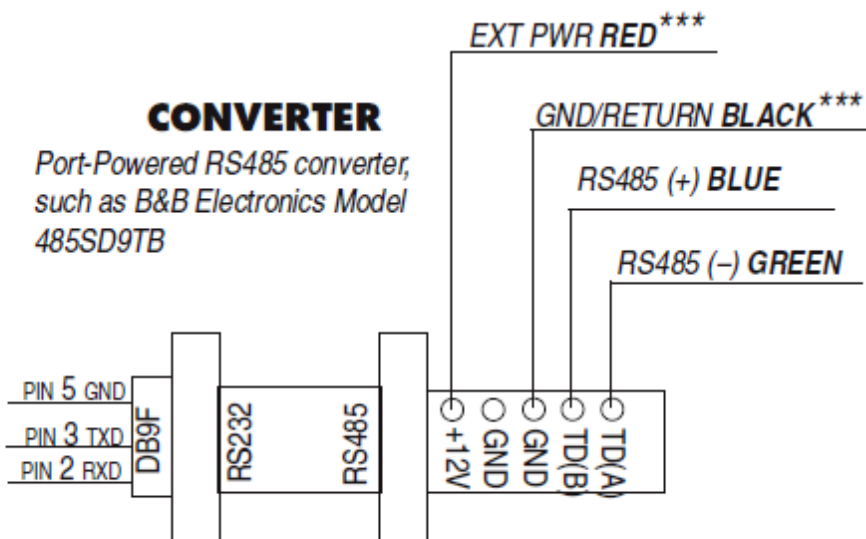 EXT PWR RED***
CONVERTER
GND/RETURN BLACK***
Port-Powered RS485 converter,
such as B&B Electronics Model
485SD9TB
RS485 (+) BLUE
RS485 (–) GREEN
PIN 5 GND
PIN 3 TXD
PIN 2 RXD
DB9F
RS232
RS485
+12V
GND
GND
TD(B)
TD(A)